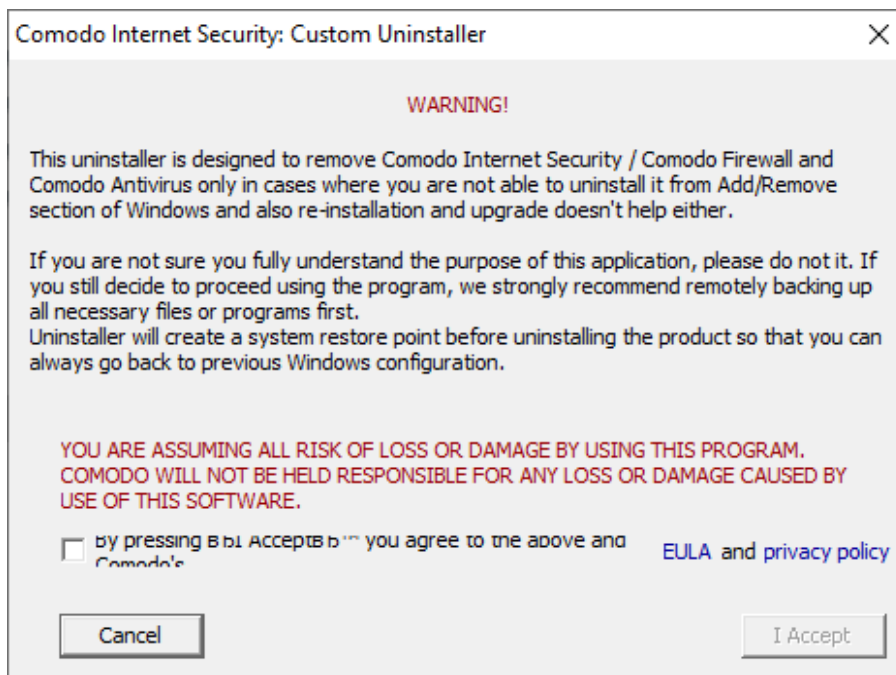 Comodo Internet Security: Custom Uninstaller
WARNING!
This uninstaller is designed to remove Comodo Internet Security / Comodo Firewall and
Comodo Antivirus only in cases where you are not able to uninstall it from Add/Remove
section of Windows and also re-installation and upgrade doesn't help either.
If you are not sure you fully understand the purpose of this application, please do not it. If
you still decide to proceed using the program, we strongly recommend remotely backing up
all necessary files or programs first.
Uninstaller will create a system restore point before uninstalling the product so that you can
always go back to previous Windows configuration.
YOU ARE ASSUMING ALL RISK OF LOSS OR DAMAGE BY USING THIS PROGRAM.
COMODO WILL NOT BE HELD RESPONSIBLE FOR ANY LOSS OR DAMAGE CAUSED BY
USE OF THIS SOFTWARE.
By pressing Accept you agree to the above and
Comodo's
EULA and privacy policy
Cancel
I Accept